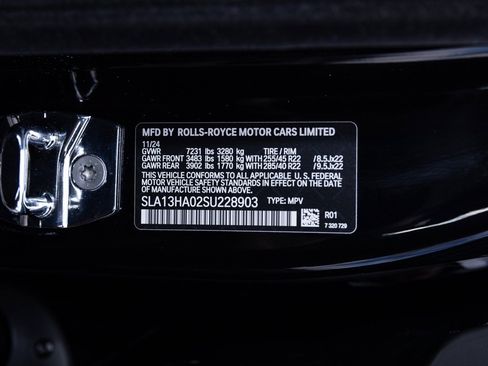 MFD BY ROLLS-ROYCE MOTOR CARS LIMITED
11/24
GVWR 7231 lbs 3280 kg TIRE / RIM
GAWR FRONT 3483 lbs 1580 kg WITH 255/45 R22 /8.5Jx22
GAWR REAR 3902 lbs 1770 kg WITH 285/40 R22 /9.5Jx22
THIS VEHICLE CONFORMS TO ALL APPLICABLE U. S. FEDERAL
MOTOR VEHICLE SAFETY STANDARDS IN EFFECT ON THE DATE OF
MANUFACTURE SHOWN ABOVE.
SLA13HA02SU228903 TYPE: MPV
R01
7 320 729